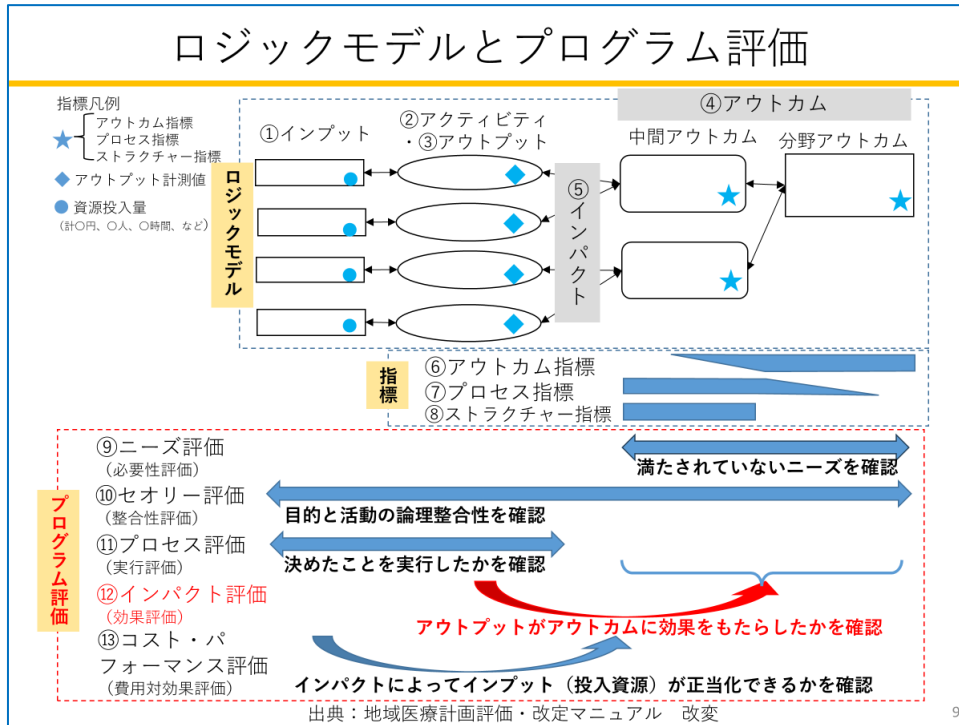 ロジックモデルとプログラム評価
指標凡例
アウトカム指標
プロセス指標
ストラクチャー指標
アウトプット計測値
資源投入量
(計〇円、〇人、〇時間、など)
ロジックモデル
①インプット
②アクティビティ
・③アウトプット
④アウトカム
中間アウトカム
分野アウトカム
⑤インパクト
指標
⑥アウトカム指標
⑦プロセス指標
⑧ストラクチャー指標
プログラム評価
⑨ニーズ評価
(必要性評価)
満たされていないニーズを確認
⑩セオリー評価
(整合性評価)
目的と活動の論理整合性を確認
⑪プロセス評価
(実行評価)
決めたことを実行したかを確認
⑫インパクト評価
(効果評価)
アウトプットがアウトカムに効果をもたらしたかを確認
⑬コスト・パ
フォーマンス評価
(費用対効果評価)
インパクトによってインプット(投入資源)が正当化できるかを確認
出典:地域医療計画評価・改定マニュアル 改変
9